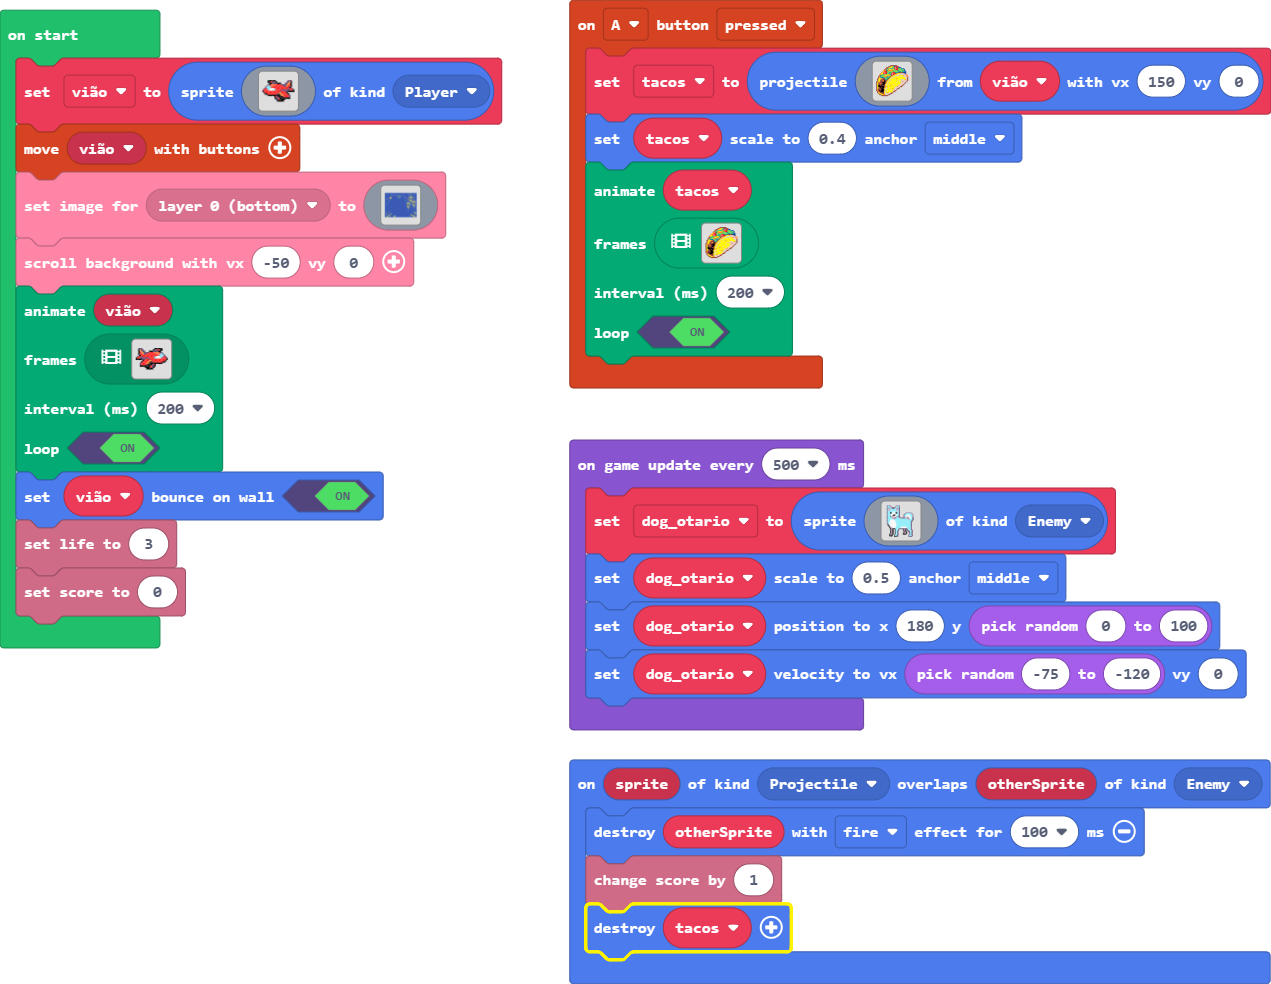 on start
set vião to sprite of kind Player
move vião with buttons
set image for layer 0 (bottom) to
scroll background with vx -50 vy 0
animate vião
frames
interval (ms) 200
loop ON
set vião bounce on wall ON
set life to 3
set score to 0
on A button pressed
set tacos to projectile from vião with vx 150 vy 0
set tacos scale to 0.4 anchor middle
animate tacos
frames
interval (ms) 200
loop ON
on game update every 500 ms
set dog_otario to sprite of kind Enemy
set dog_otario scale to 0.5 anchor middle
set dog_otario position to x 180 y pick random 0 to 100
set dog_otario velocity to vx pick random -75 to -120 vy 0
on sprite of kind Projectile overlaps otherSprite of kind Enemy
destroy otherSprite with fire effect for 100 ms
change score by 1
destroy tacos